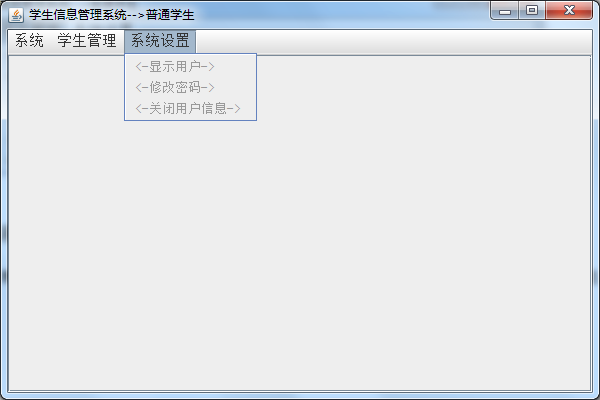 学生信息管理系统-->普通学生
系统 学生管理 系统设置
<-显示用户->
<-修改密码->
<-关闭用户信息->